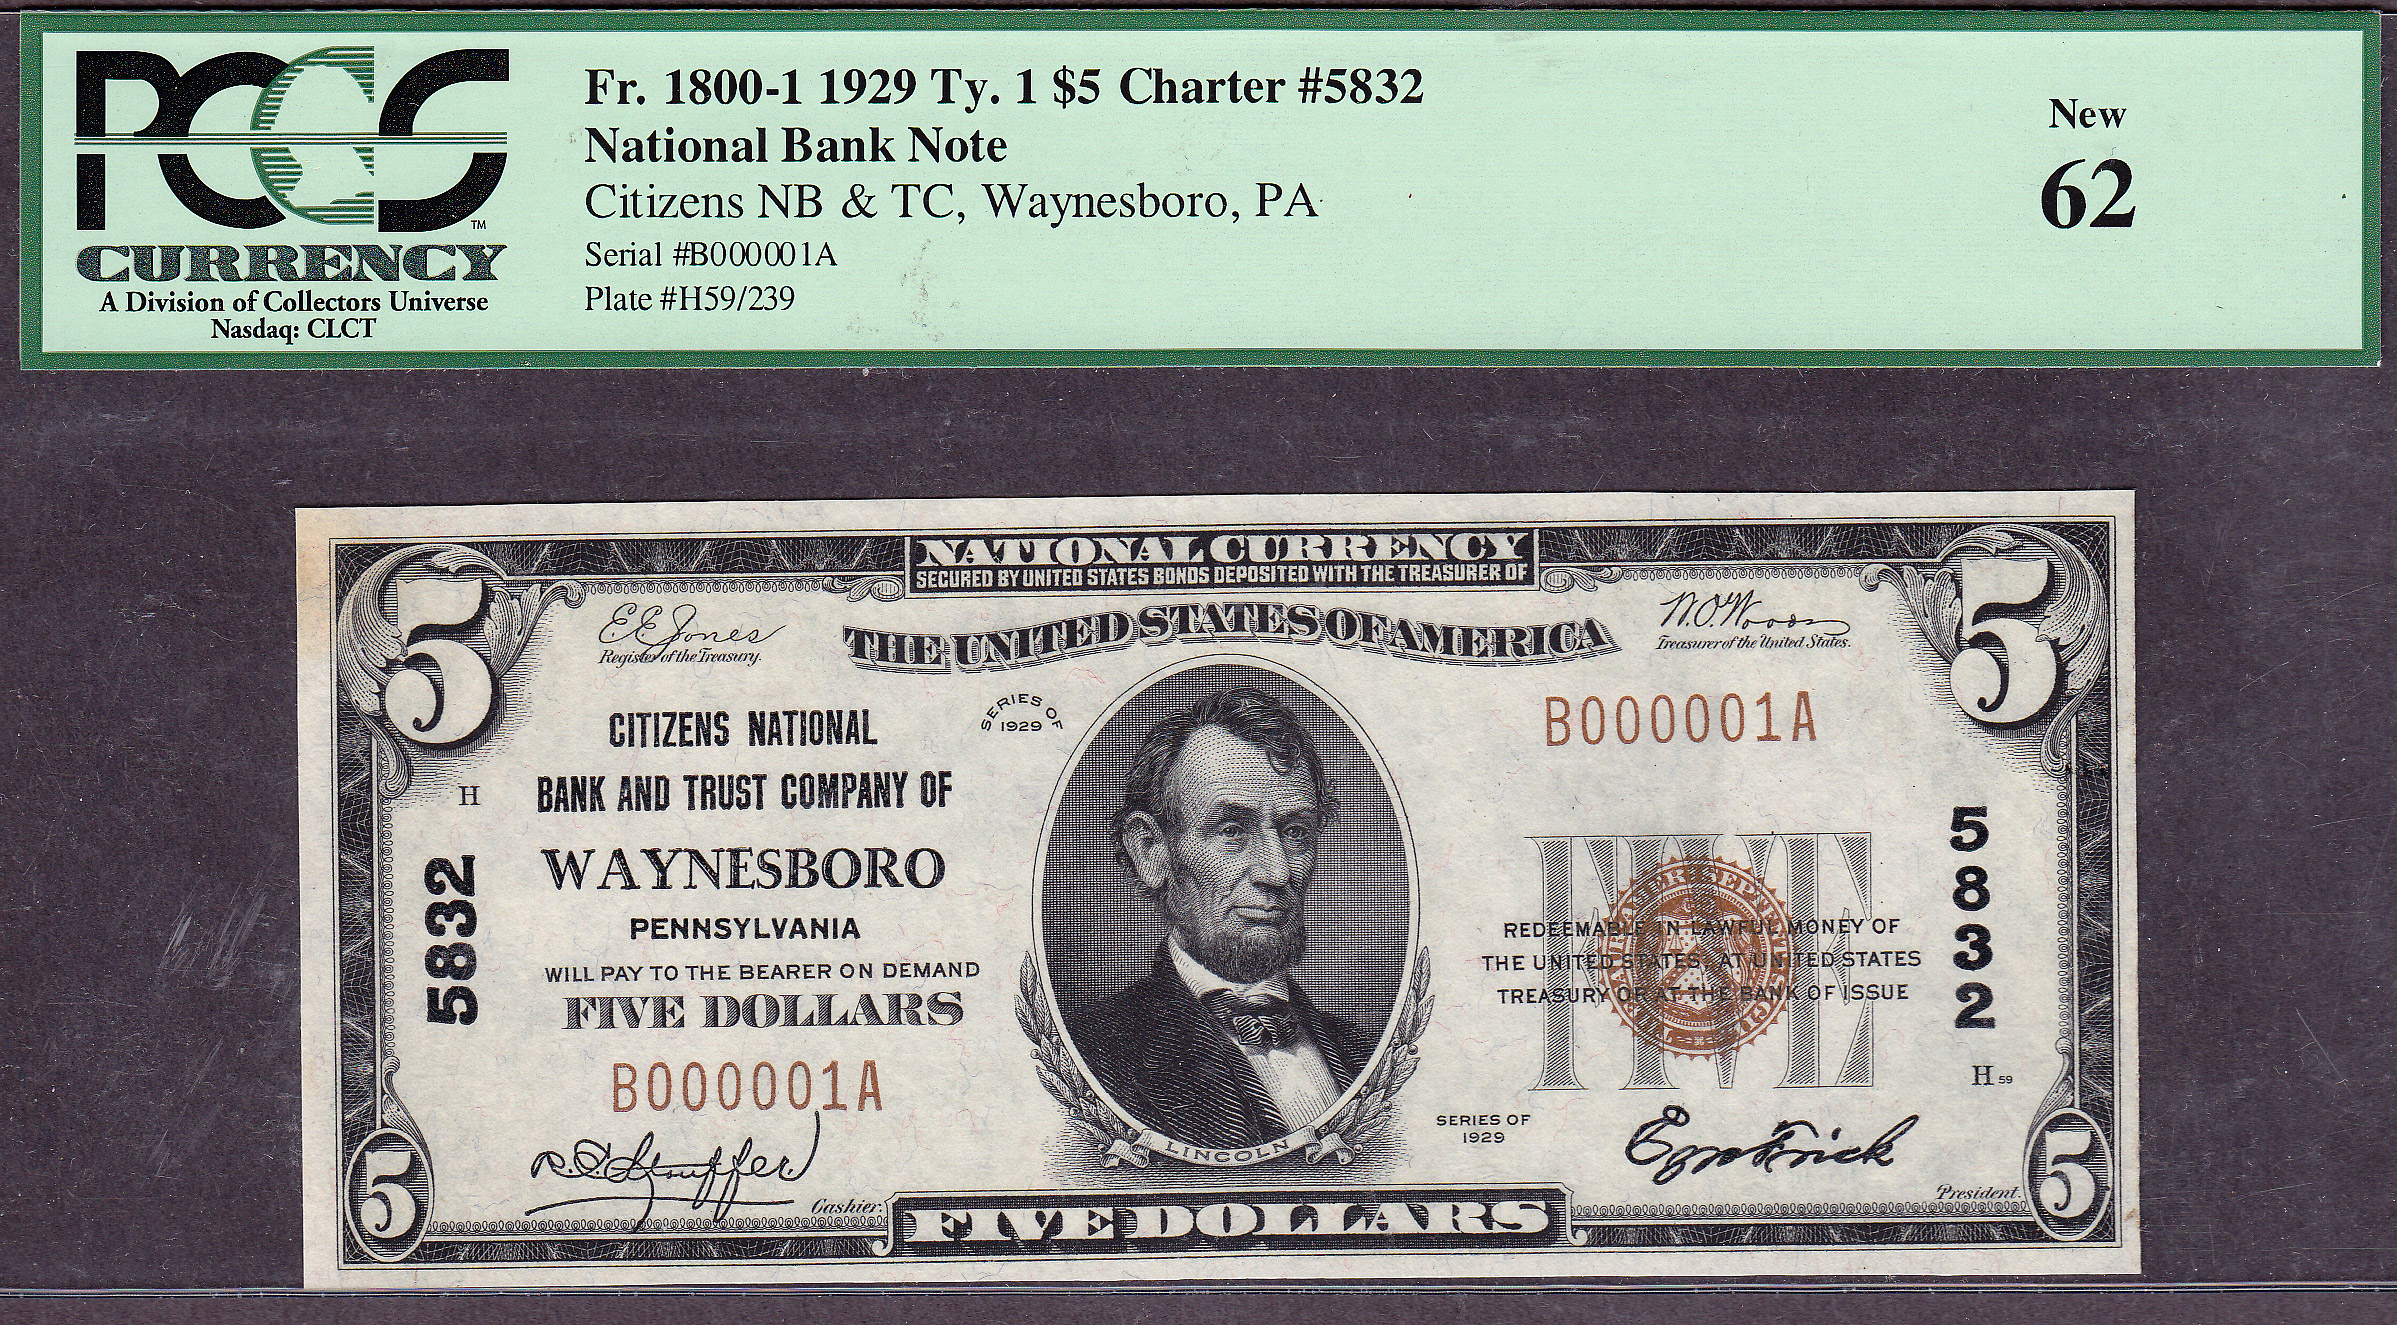 PCGS™
CURRENCY
A Division of Collectors Universe
Nasdaq: CLCT
Fr. 1800-1 1929 Ty. 1 $5 Charter #5832
National Bank Note
Citizens NB & TC, Waynesboro, PA
Serial #B000001A
Plate #H59/239
New
62
5
NATIONAL CURRENCY
SECURED BY UNITED STATES BONDS DEPOSITED WITH THE TREASURER OF
5
THE UNITED STATES OF AMERICA
E.E. Jones
Register of the Treasury.
W.O. Woods
Treasurer of the United States.
SERIES OF
1929
CITIZENS NATIONAL
B000001A
H
BANK AND TRUST COMPANY OF
5832
WAYNESBORO
PENNSYLVANIA
WILL PAY TO THE BEARER ON DEMAND
FIVE DOLLARS
B000001A
FIVE
REDEEMABLE IN LAWFUL MONEY OF
THE UNITED STATES AT UNITED STATES
TREASURY OR AT THE BANK OF ISSUE
5832
H 59
SERIES OF
1929
LINCOLN
Cashier.
President.
5
FIVE DOLLARS
5